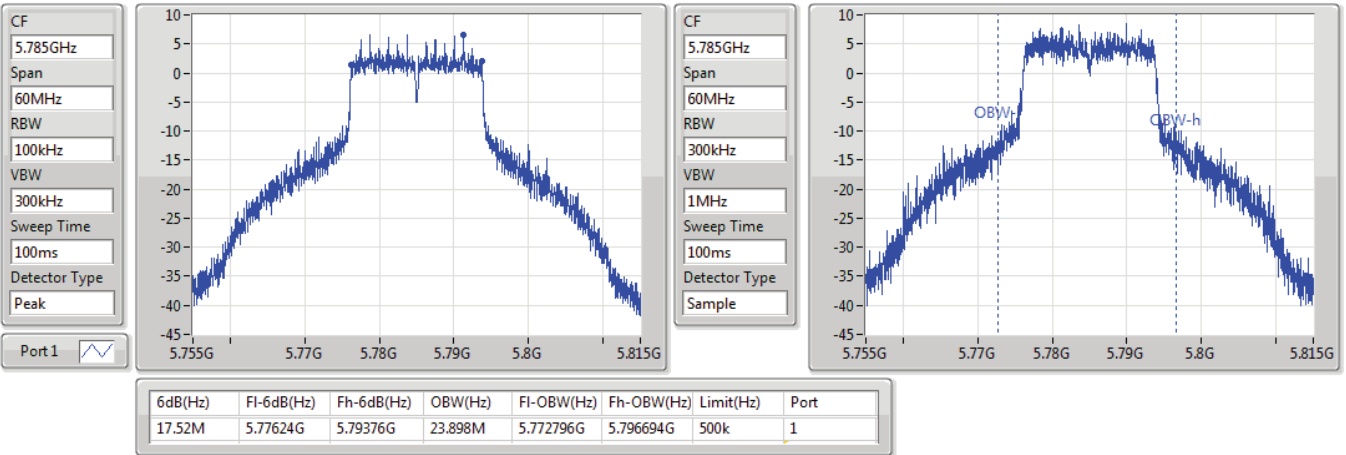 CF
5.785GHz
Span
60MHz
RBW
100kHz
VBW
300kHz
Sweep Time
100ms
Detector Type
Peak
Port 1
10
5
0
-5
-10
-15
-20
-25
-30
-35
-40
-45
5.755G 5.77G 5.78G 5.79G 5.8G 5.815G
CF
5.785GHz
Span
60MHz
RBW
300kHz
VBW
1MHz
Sweep Time
100ms
Detector Type
Sample
10
5
0
-5
-10
-15
-20
-25
-30
-35
-40
-45
OBW-l
OBW-h
5.755G 5.77G 5.78G 5.79G 5.8G 5.815G
6dB(Hz) Fl-6dB(Hz) Fh-6dB(Hz) OBW(Hz) Fl-OBW(Hz) Fh-OBW(Hz) Limit(Hz) Port
17.52M 5.77624G 5.79376G 23.898M 5.772796G 5.796694G 500k 1